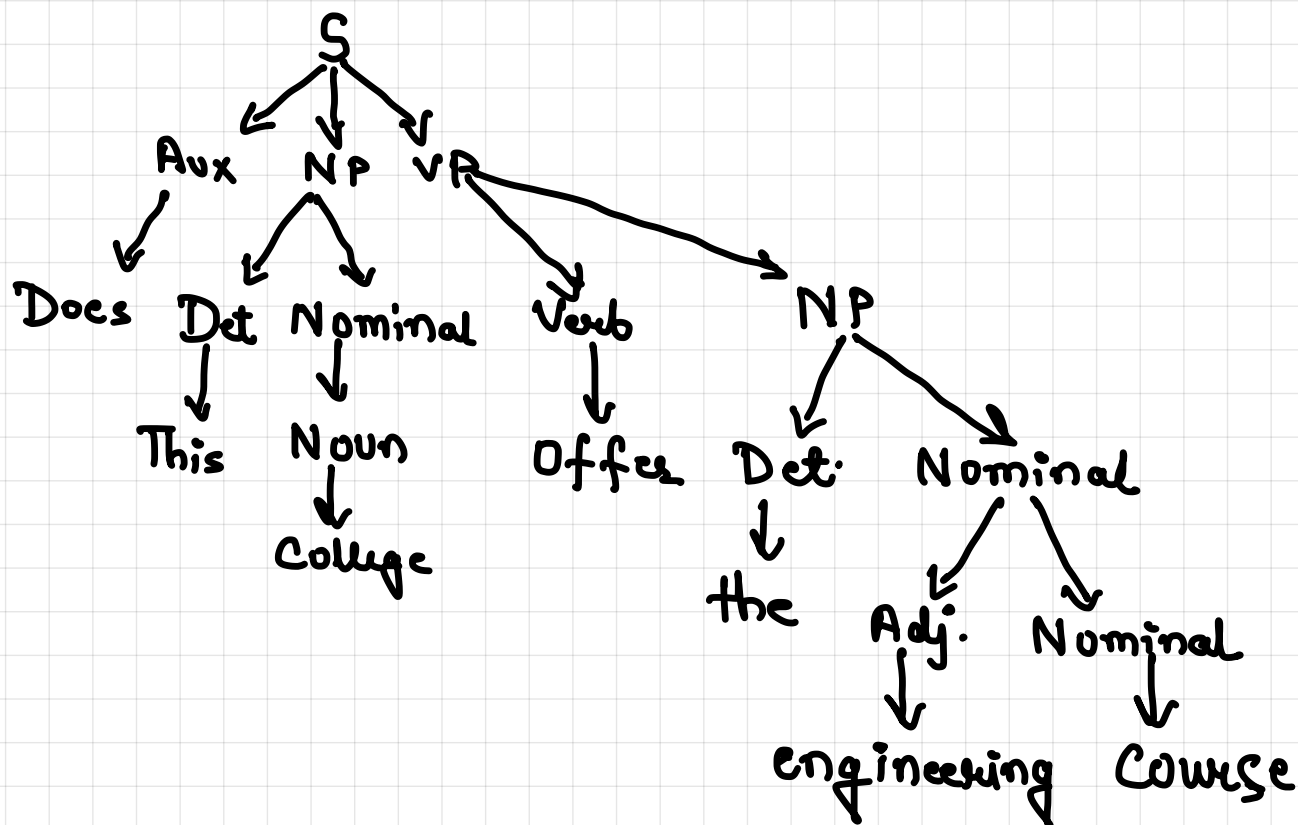 S
Aux NP VP
Does Det Nominal Verb NP
This Noun Offer Det. Nominal
College the Adj. Nominal
engineering Course